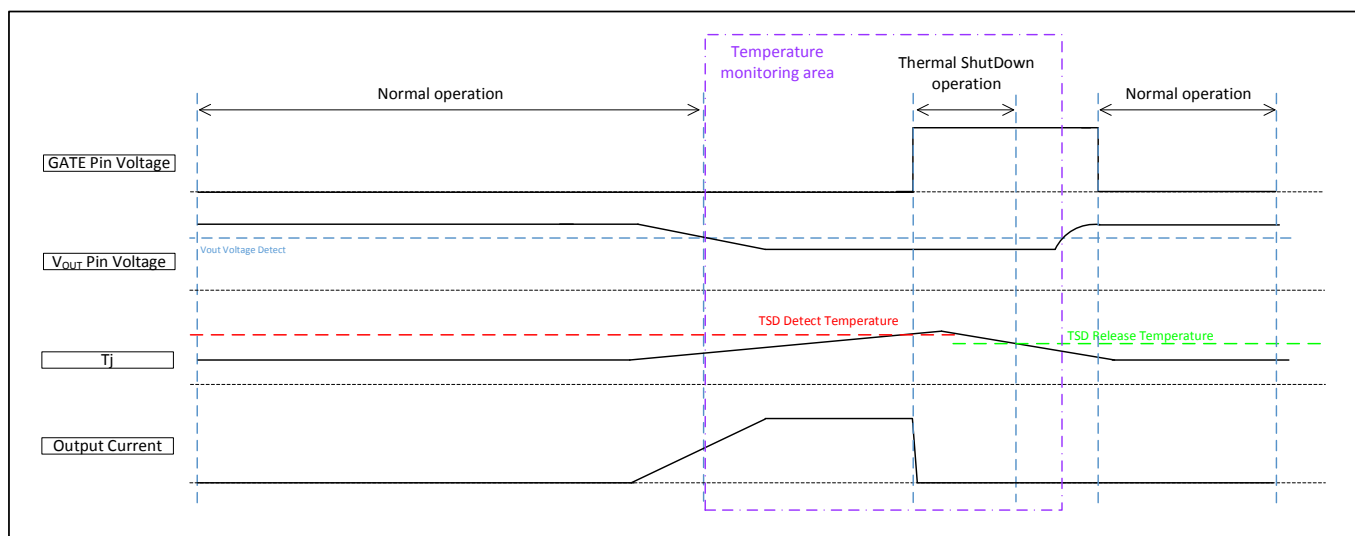 Temperature
monitoring area
Thermal ShutDown
operation
Normal operation
Normal operation
GATE Pin Voltage
Vout Voltage Detect
VOUT Pin Voltage
TSD Detect Temperature
TSD Release Temperature
Tj
Output Current